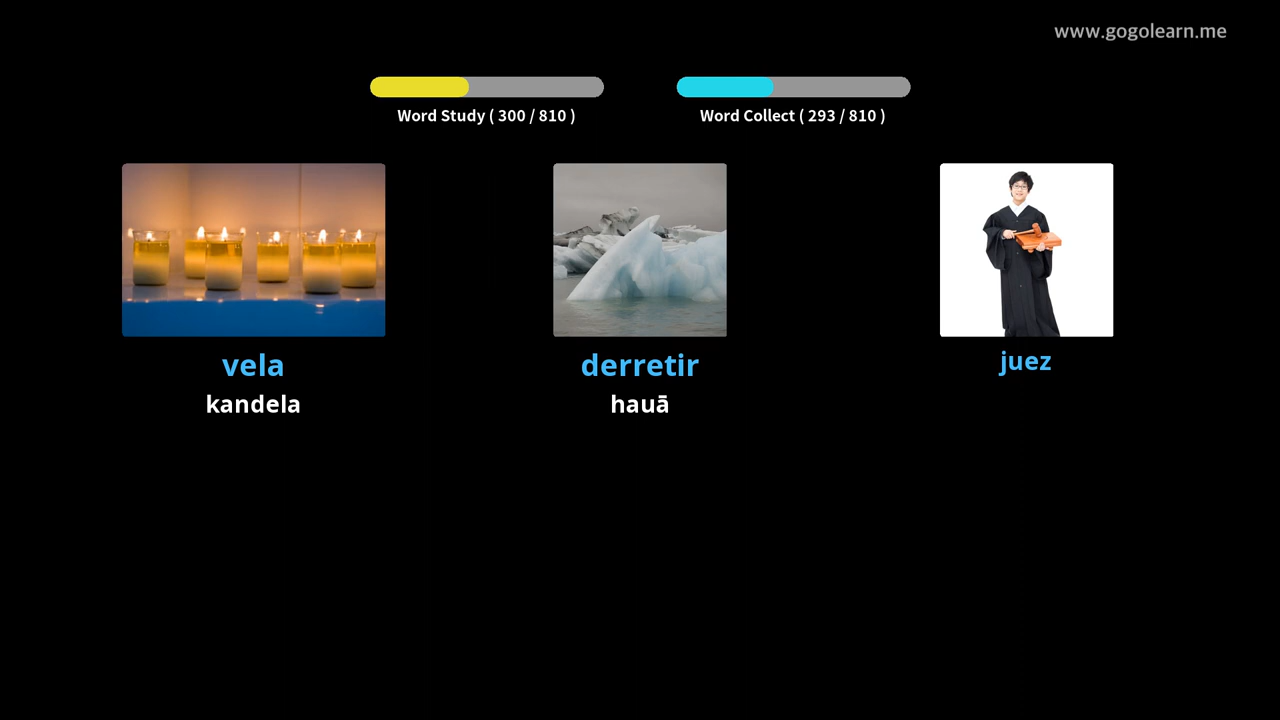 www.gogolearn.me
Word Study ( 300 / 810 )
Word Collect ( 293 / 810 )
vela
kandela
derretir
hauā
juez